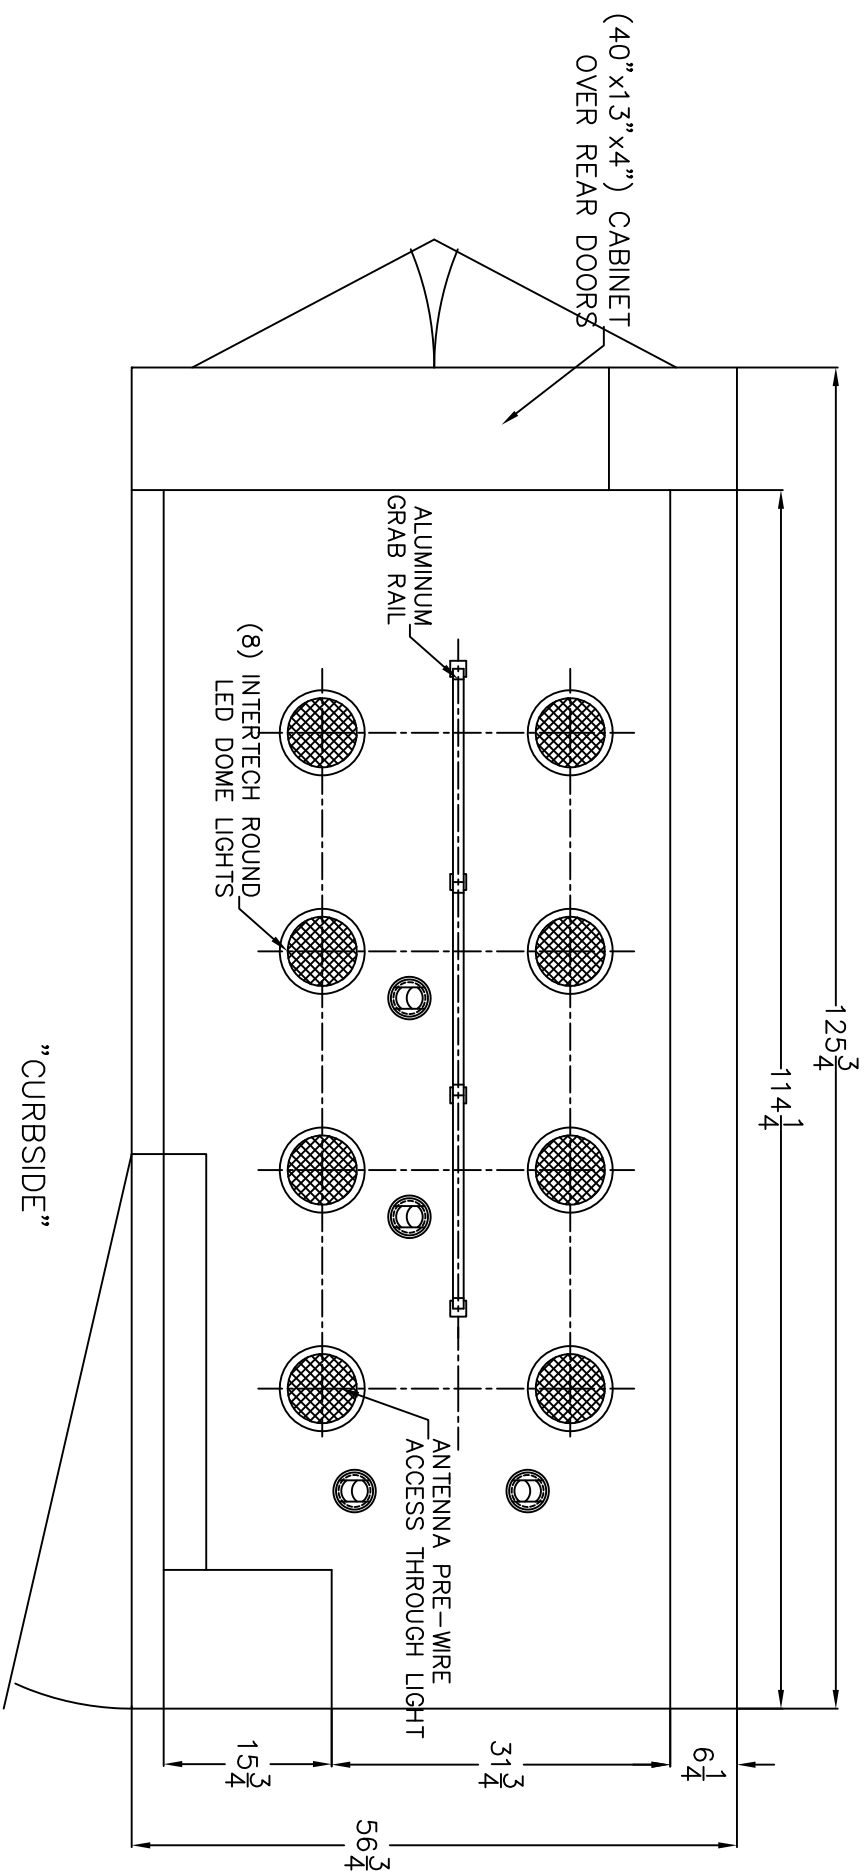 (40"x13"x4") CABINET
OVER REAR DOORS
125 3/4
114 1/4
ALUMINUM
GRAB RAIL
(8) INTERTECH ROUND
LED DOME LIGHTS
ANTENNA PRE-WIRE
ACCESS THROUGH LIGHT
6 1/4
31 3/4
15 3/4
56 3/4
"CURBSIDE"